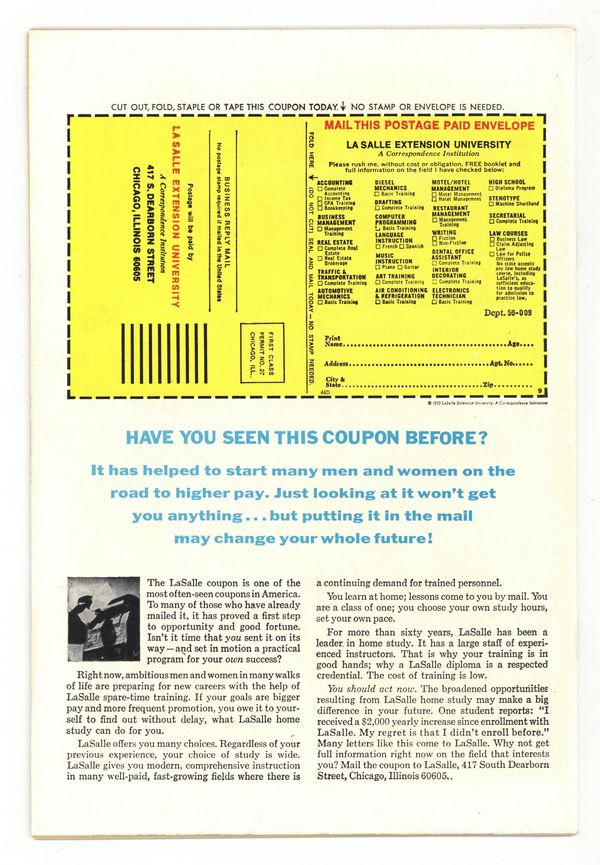 CUT OUT, FOLD, STAPLE OR TAPE THIS COUPON TODAY. NO STAMP OR ENVELOPE IS NEEDED.
LA SALLE EXTENSION UNIVERSITY
A Correspondence Institution
417 S. DEARBORN STREET
CHICAGO, ILLINOIS 60605
Postage will be paid by
BUSINESS REPLY MAIL
No postage stamp required if mailed in the United States
FIRST CLASS
PERMIT NO. 27
CHICAGO, ILL.
FOLD HERE (DO NOT CUT) SEAL AND MAIL TODAY — NO STAMP NEEDED.
MAIL THIS POSTAGE PAID ENVELOPE
LA SALLE EXTENSION UNIVERSITY
A Correspondence Institution
Please rush me, without cost or obligation, FREE booklet and
full information on the field I have checked below:
ACCOUNTING
Complete
Accounting
Income Tax
CPA Training
Bookkeeping
BUSINESS
MANAGEMENT
Management
Training
REAL ESTATE
Complete Real
Estate
Real Estate
Brokerage
TRAFFIC &
TRANSPORTATION
Complete Training
AUTOMOTIVE
MECHANICS
Basic Training
DIESEL
MECHANICS
Basic Training
DRAFTING
Complete Training
COMPUTER
PROGRAMMING
Basic Training
LANGUAGE
INSTRUCTION
French Spanish
MUSIC
INSTRUCTION
Piano Guitar
ART TRAINING
Complete Training
AIR CONDITIONING
& REFRIGERATION
Basic Training
MOTEL/HOTEL
MANAGEMENT
Motel Management
Hotel Management
RESTAURANT
MANAGEMENT
Management
Training
WRITING
Fiction
Non-Fiction
DENTAL OFFICE
ASSISTANT
Complete Training
INTERIOR
DECORATING
Complete Training
ELECTRONICS
TECHNICIAN
Basic Training
HIGH SCHOOL
Diploma Program
STENOTYPE
Machine Shorthand
SECRETARIAL
Complete Training
LAW COURSES
Business Law
Claim Adjusting
Law
Law for Police
Officers
No state accepts
any law home study
course, including
LaSalle's, as
sufficient educa-
tion to qualify
for admission to
practice law.
Dept. 50-009
Print
Name Age
Address Apt. No.
City &
State Zip
460 9
© 1972 LaSalle Extension University, A Correspondence Institution
HAVE YOU SEEN THIS COUPON BEFORE?
It has helped to start many men and women on the
road to higher pay. Just looking at it won't get
you anything...but putting it in the mail
may change your whole future!
The LaSalle coupon is one of the
most often-seen coupons in America.
To many of those who have already
mailed it, it has proved a first step
to opportunity and good fortune.
Isn't it time that you sent it on its
way — and set in motion a practical
program for your own success?
Right now, ambitious men and women in many walks
of life are preparing for new careers with the help of
LaSalle spare-time training. If your goals are bigger
pay and more frequent promotion, you owe it to your-
self to find out without delay, what LaSalle home
study can do for you.
LaSalle offers you many choices. Regardless of your
previous experience, your choice of study is wide.
LaSalle gives you modern, comprehensive instruction
in many well-paid, fast-growing fields where there is
a continuing demand for trained personnel.
You learn at home; lessons come to you by mail. You
are a class of one; you choose your own study hours,
set your own pace.
For more than sixty years, LaSalle has been a
leader in home study. It has a large staff of experi-
enced instructors. That is why your training is in
good hands; why a LaSalle diploma is a respected
credential. The cost of training is low.
You should act now. The broadened opportunities
resulting from LaSalle home study may make a big
difference in your future. One student reports: "I
received a $2,000 yearly increase since enrollment with
LaSalle. My regret is that I didn't enroll before."
Many letters like this come to LaSalle. Why not get
full information right now on the field that interests
you? Mail the coupon to LaSalle, 417 South Dearborn
Street, Chicago, Illinois 60605..